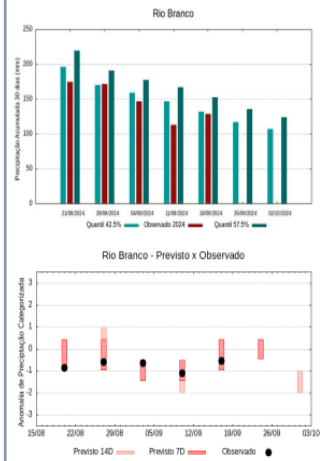 Rio Branco
Precipitação Acumulada 30 dias (mm)
250
200
150
100
50
0
21/08/2024 28/08/2024 04/09/2024 11/09/2024 18/09/2024 25/09/2024 02/10/2024
Quantil 42.5% Observado 2024 Quantil 57.5%
Rio Branco - Previsto x Observado
Anomalia de Precipitação Categorizada
3
2
1
0
-1
-2
-3
15/08 22/08 29/08 05/09 12/09 19/09 26/09 03/10
Previsto 14D Previsto 7D Observado